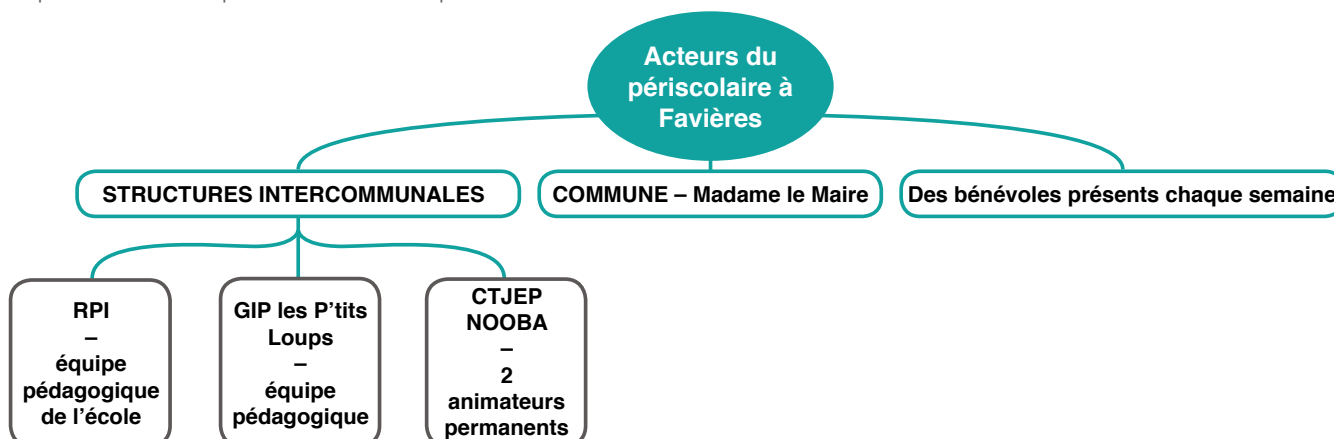 Acteurs du
périscolaire à
Favières
STRUCTURES INTERCOMMUNALES
COMMUNE – Madame le Maire
Des bénévoles présents chaque semaine
RPI
–
équipe
pédagogique
de l'école
GIP les P'tits
Loups
–
équipe
pédagogique
CTJEP
NOOBA
–
2
animateurs
permanents